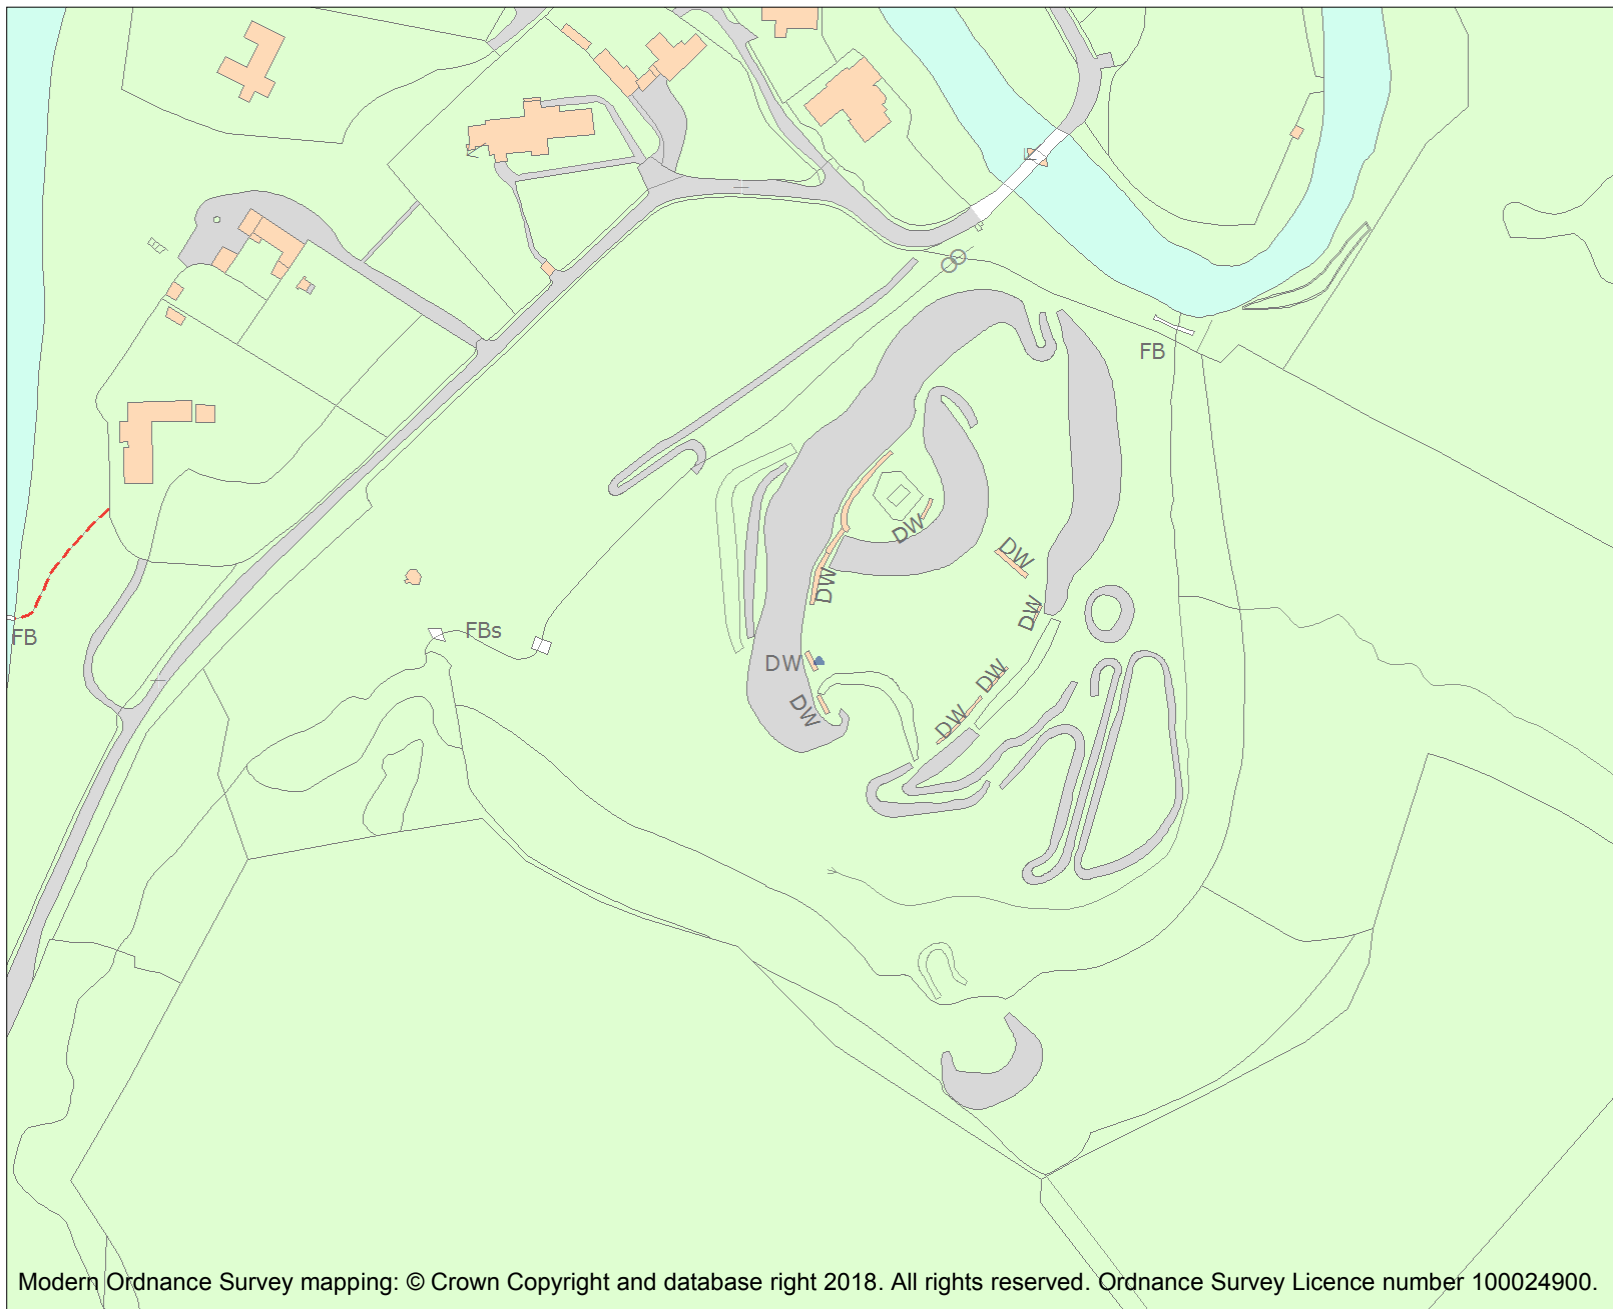 FB
DW
DW
DW
DW
FBs
FB
DW
DW
DW
DW
Modern Ordnance Survey mapping: © Crown Copyright and database right 2018. All rights reserved. Ordnance Survey Licence number 100024900.